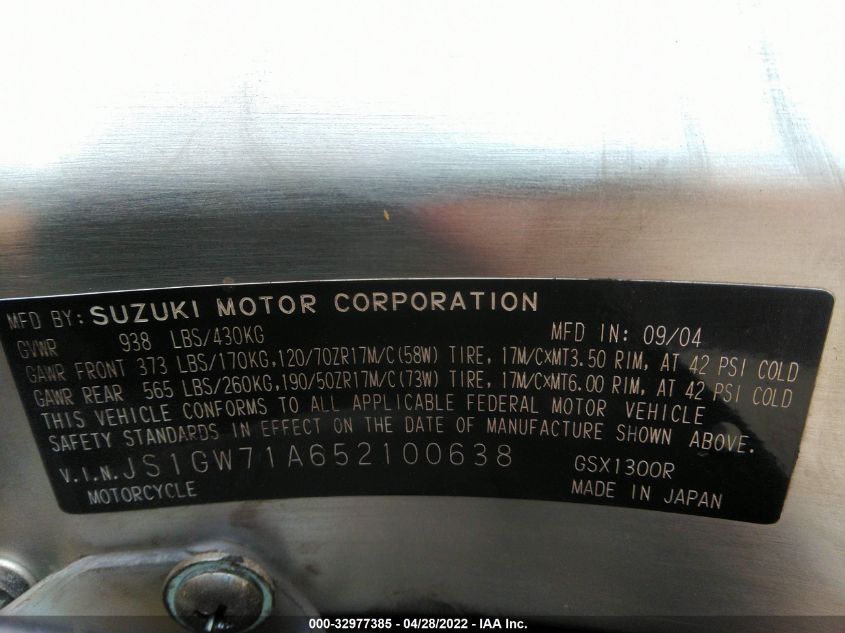 MFD BY: SUZUKI MOTOR CORPORATION
GVWR 938 LBS/430KG MFD IN: 09/04
GAWR FRONT 373 LBS/170KG,120/70ZR17M/C(58W) TIRE, 17M/C×MT3.50 RIM, AT 42 PSI COLD
GAWR REAR 565 LBS/260KG,190/50ZR17M/C(73W) TIRE, 17M/C×MT6.00 RIM, AT 42 PSI COLD
THIS VEHICLE CONFORMS TO ALL APPLICABLE FEDERAL MOTOR VEHICLE
SAFETY STANDARDS IN EFFECT ON THE DATE OF MANUFACTURE SHOWN ABOVE.
V.I.N. JS1GW71A652100638 GSX1300R
MOTORCYCLE MADE IN JAPAN
000-32977385 - 04/28/2022 - IAA Inc.